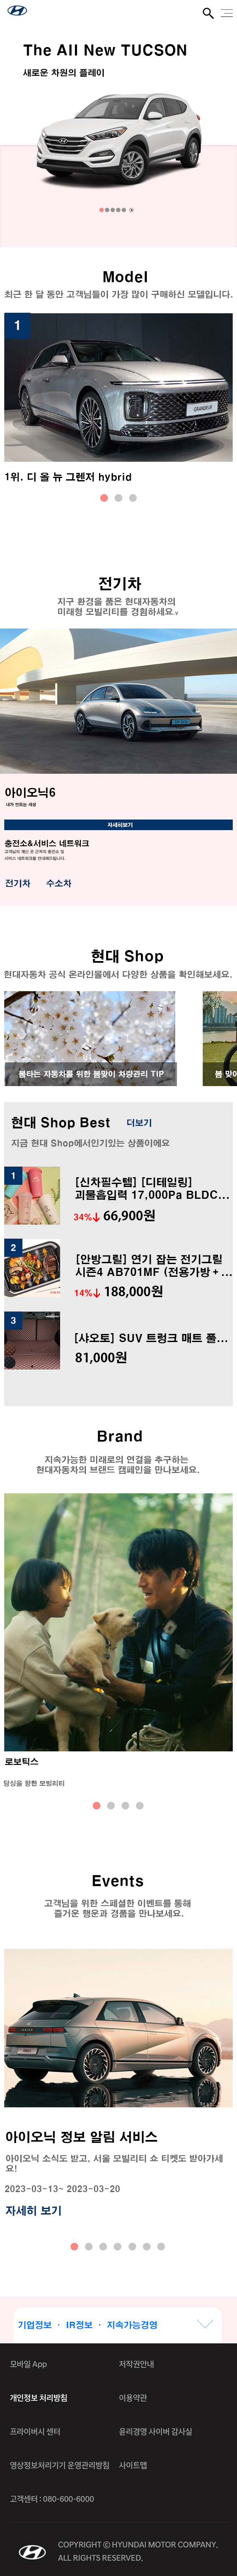 The All New TUCSON
새로운 차원의 플레이
Model
최근 한 달 동안 고객님들이 가장 많이 구매하신 모델입니다.
1
1위. 디 올 뉴 그렌저 hybrid
전기차
지구 환경을 품은 현대자동차의
미래형 모빌리티를 경험하세요.v
아이오닉6
내가 만드는 세상
자세히보기
충전소&서비스 네트워크
고객님의 계신 곳 근처의 충전소 및
서비스 네트워크를 안내해드립니다.
전기차 수소차
현대 Shop
현대자동차 공식 온라인몰에서 다양한 상품을 확인해보세요.
봄타는 자동차를 위한 봄맞이 차량관리 TIP
봄 맞이
현대 Shop Best 더보기
지금 현대 Shop에서인기있는 상품이에요
1
[신차필수템] [디테일링]
괴물흡입력 17,000Pa BLDC...
34%↓ 66,900원
2
[안방그릴] 연기 잡는 전기그릴
시즌4 AB701MF (전용가방 + ...
14%↓ 188,000원
3
[샤오토] SUV 트렁크 매트 풀...
81,000원
Brand
지속가능한 미래로의 연결을 추구하는
현대자동차의 브랜드 캠페인을 만나보세요.
로보틱스
당싱을 향한 모빌리티
Events
고객님을 위한 스페셜한 이벤트를 통해
즐거운 행운과 경품을 만나보세요.
아이오닉 정보 알림 서비스
아이오닉 소식도 받고, 서울 모빌리티 쇼 티켓도 받아가세
요!
2023-03-13~ 2023-03-20
자세히 보기
기업정보 · IR정보 · 지속가능경영
모바일 App 저작권안내
개인정보 처리방침 이용약관
프라이버시 센터 윤리경영 사이버 감사실
영상정보처리기기 운영관리방침 사이트맵
고객센터 : 080-600-6000
COPYRIGHT ⓒ HYUNDAI MOTOR COMPANY.
ALL RIGHTS RESERVED.